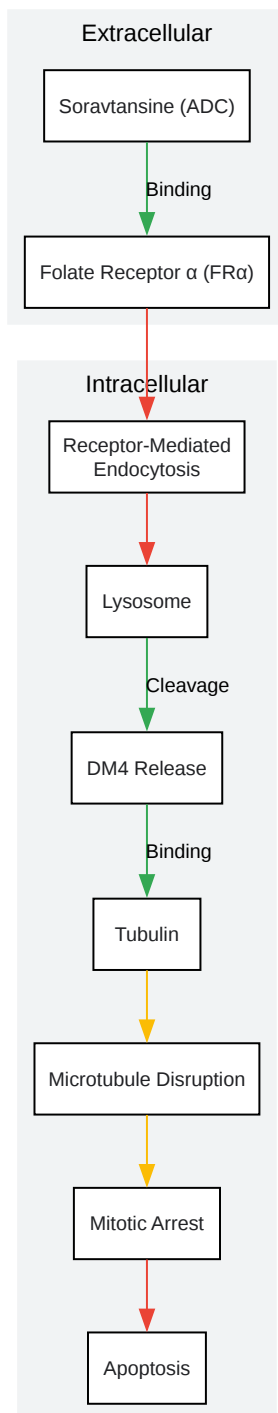 Extracellular
Soravtansine (ADC)
Binding
Folate Receptor α (FRα)
Intracellular
Receptor-Mediated
Endocytosis
Lysosome
Cleavage
DM4 Release
Binding
Tubulin
Microtubule Disruption
Mitotic Arrest
Apoptosis